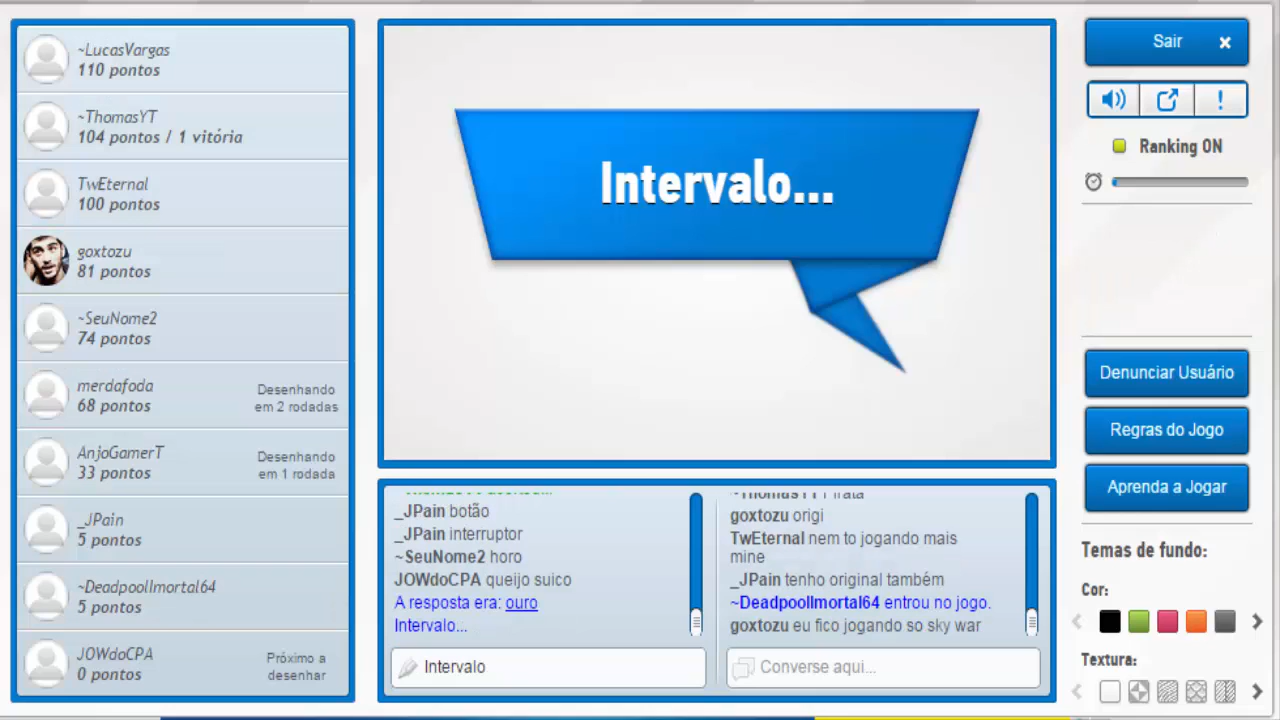 ~LucasVargas
110 pontos
~ThomasYT
104 pontos / 1 vitória
TwEternal
100 pontos
goxtozu
81 pontos
~SeuNome2
74 pontos
merdafoda
68 pontos
Desenhando
em 2 rodadas
AnjoGamerT
33 pontos
Desenhando
em 1 rodada
_JPain
5 pontos
~DeadpoolImortal64
5 pontos
JOWdoCPA
0 pontos
Próximo a
desenhar
Intervalo...
_JPain botão
_JPain interruptor
~SeuNome2 horo
JOWdoCPA queijo suico
A resposta era: ouro
Intervalo...
Intervalo
goxtozu origi
TwEternal nem to jogando mais
mine
_JPain tenho original também
~DeadpoolImortal64 entrou no jogo.
goxtozu eu fico jogando so sky war
Converse aqui...
Sair ×
!
Ranking ON
Denunciar Usuário
Regras do Jogo
Aprenda a Jogar
Temas de fundo:
Cor:
Textura: